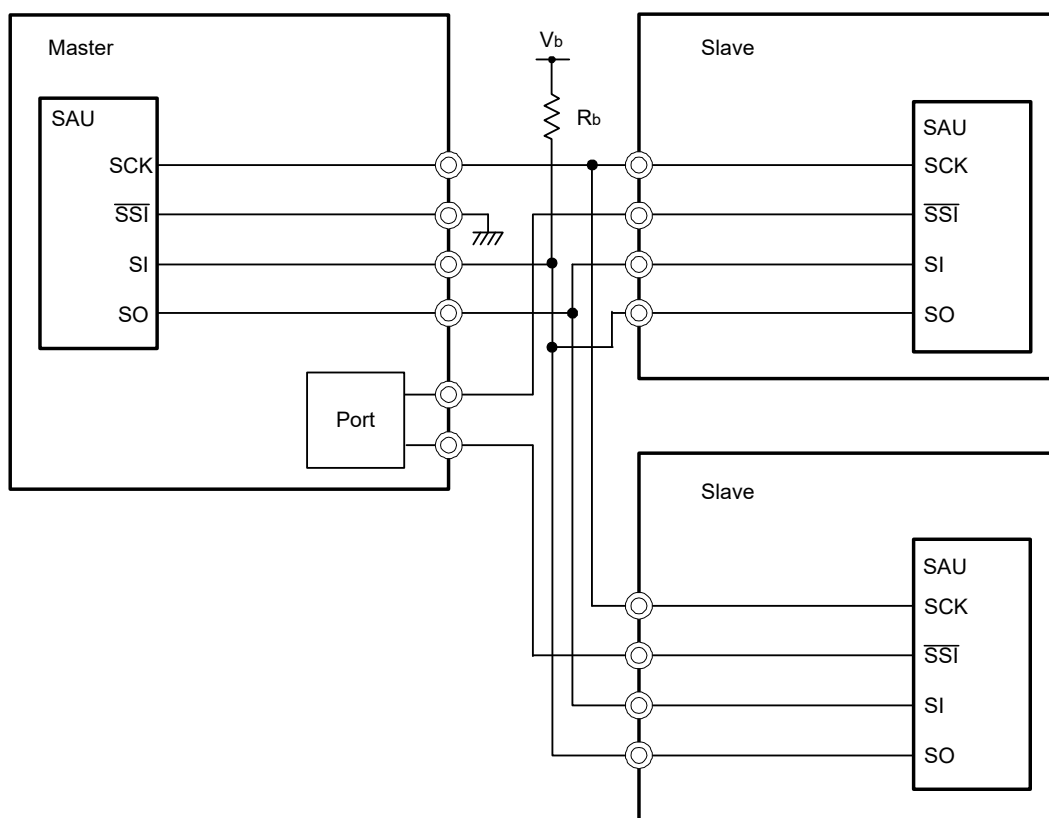 Master
SAU
SCK
SSI
SI
SO
Port
Vb
Rb
Slave
SAU
SCK
SSI
SI
SO
Slave
SAU
SCK
SSI
SI
SO